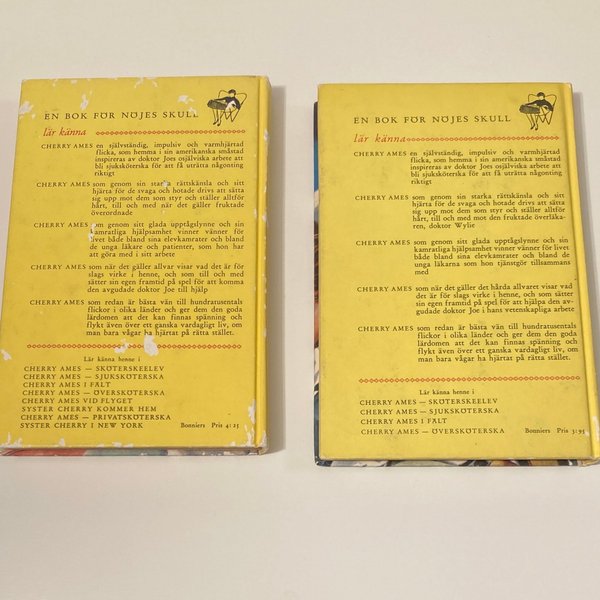 EN BOK FÖR NÖJES SKULL
lär känna
CHERRY AMES en självständig, impulsiv och varmhjärtad
flicka, som hemma i sin amerikanska småstad
inspireras av doktor Joes osjälviska arbete att
bli sjuksköterska för att få uträtta någonting
riktigt
CHERRY AMES som genom sin starka rättskänsla och sitt
hjärta för de svaga och hotade drivs att sätta
sig upp mot dem som styr och ställer alltför
hårt, till och med när det gäller fruktade
överordnade
CHERRY AMES som genom sitt glada upptågslynne och sin
kamratliga hjälpsamhet vinner vänner för
livet både bland sina elevkamrater och bland
de unga läkare och patienter, som hon har
att göra med i sitt arbete
CHERRY AMES som när det gäller allvar visar vad det är för
slags virke i henne, och som till och med
sätter sin egen framtid på spel för att komma
den avgudade doktor Joe till hjälp
CHERRY AMES som redan är bästa vän till hundratusentals
flickor i olika länder och ger dem den goda
lärdomen att det kan finnas spänning och
flykt även över ett ganska vardagligt liv, om
man bara vågar ha hjärtat på rätta stället.
Lär känna henne i
CHERRY AMES — SKÖTERSKEELEV
CHERRY AMES — SJUKSKÖTERSKA
CHERRY AMES I FÄLT
CHERRY AMES — ÖVERSKÖTERSKA
CHERRY AMES VID FLYGET
SYSTER CHERRY KOMMER HEM
CHERRY AMES — PRIVATSKÖTERSKA
SYSTER CHERRY I NEW YORK Bonniers Pris 4:25
EN BOK FÖR NÖJES SKULL
lär känna
CHERRY AMES en självständig, impulsiv och varmhjärtad
flicka, som hemma i sin amerikanska småstad
inspireras av doktor Joes osjälviska arbete att
bli sjuksköterska för att få uträtta någonting
riktigt
CHERRY AMES som genom sin starka rättskänsla och sitt
hjärta för de svaga och hotade drivs att sätta
sig upp mot dem som styr och ställer alltför
hårt, till och med mot den fruktade överläka-
ren, doktor Wylie
CHERRY AMES som genom sitt glada upptågslynne och sin
kamratliga hjälpsamhet vinner vänner för livet
både bland sina elevkamrater och bland de
unga läkarna som hon tjänstgör tillsammans
med
CHERRY AMES som när det gäller det hårda allvaret visar vad
det är för slags virke i henne, och som sätter
sin egen framtid på spel för att hjälpa den av-
gudade doktor Joe i hans vetenskapliga arbete
CHERRY AMES som redan är bästa vän till hundratusentals
flickor i olika länder och ger dem den goda
lärdomen att det kan finnas spänning och
flykt även över ett ganska vardagligt liv, om
man bara vågar ha hjärtat på rätta stället.
Lär känna henne i
CHERRY AMES — SKÖTERSKEELEV
CHERRY AMES — SJUKSKÖTERSKA
CHERRY AMES I FÄLT
CHERRY AMES — ÖVERSKÖTERSKA Bonniers Pris 3:95